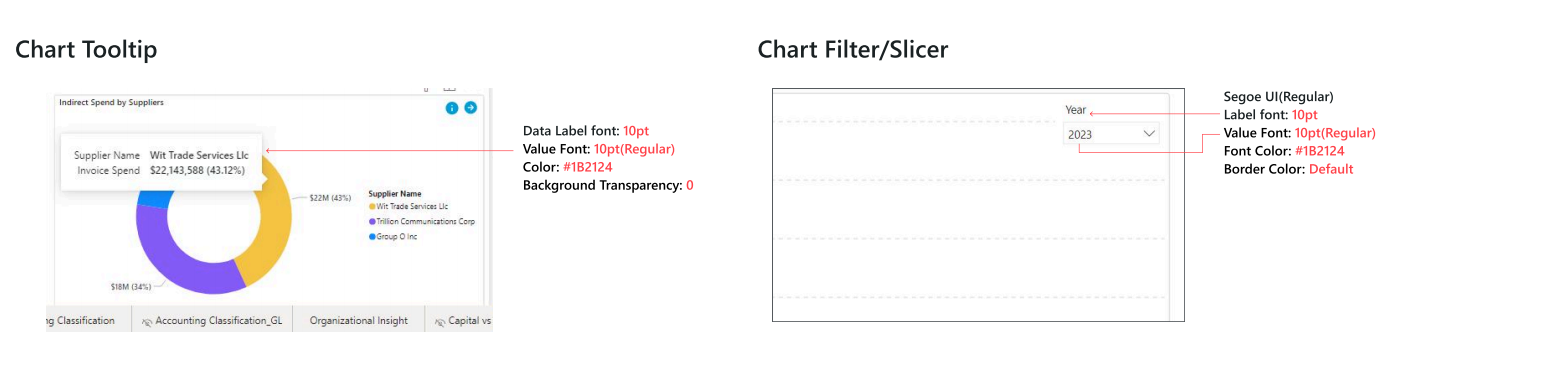 Chart Tooltip
Indirect Spend by Suppliers
Supplier Name Wit Trade Services Llc
Invoice Spend $22,143,588 (43.12%)
$22M (43%)
Supplier Name
Wit Trade Services Llc
Trillion Communications Corp
Group O Inc
$18M (34%)
ng Classification
Accounting Classification_GL
Organizational Insight
Capital vs
Data Label font: 10pt
Value Font: 10pt(Regular)
Color: #1B2124
Background Transparency: 0
Chart Filter/Slicer
Year
2023
Segoe UI(Regular)
Label font: 10pt
Value Font: 10pt(Regular)
Font Color: #1B2124
Border Color: Default